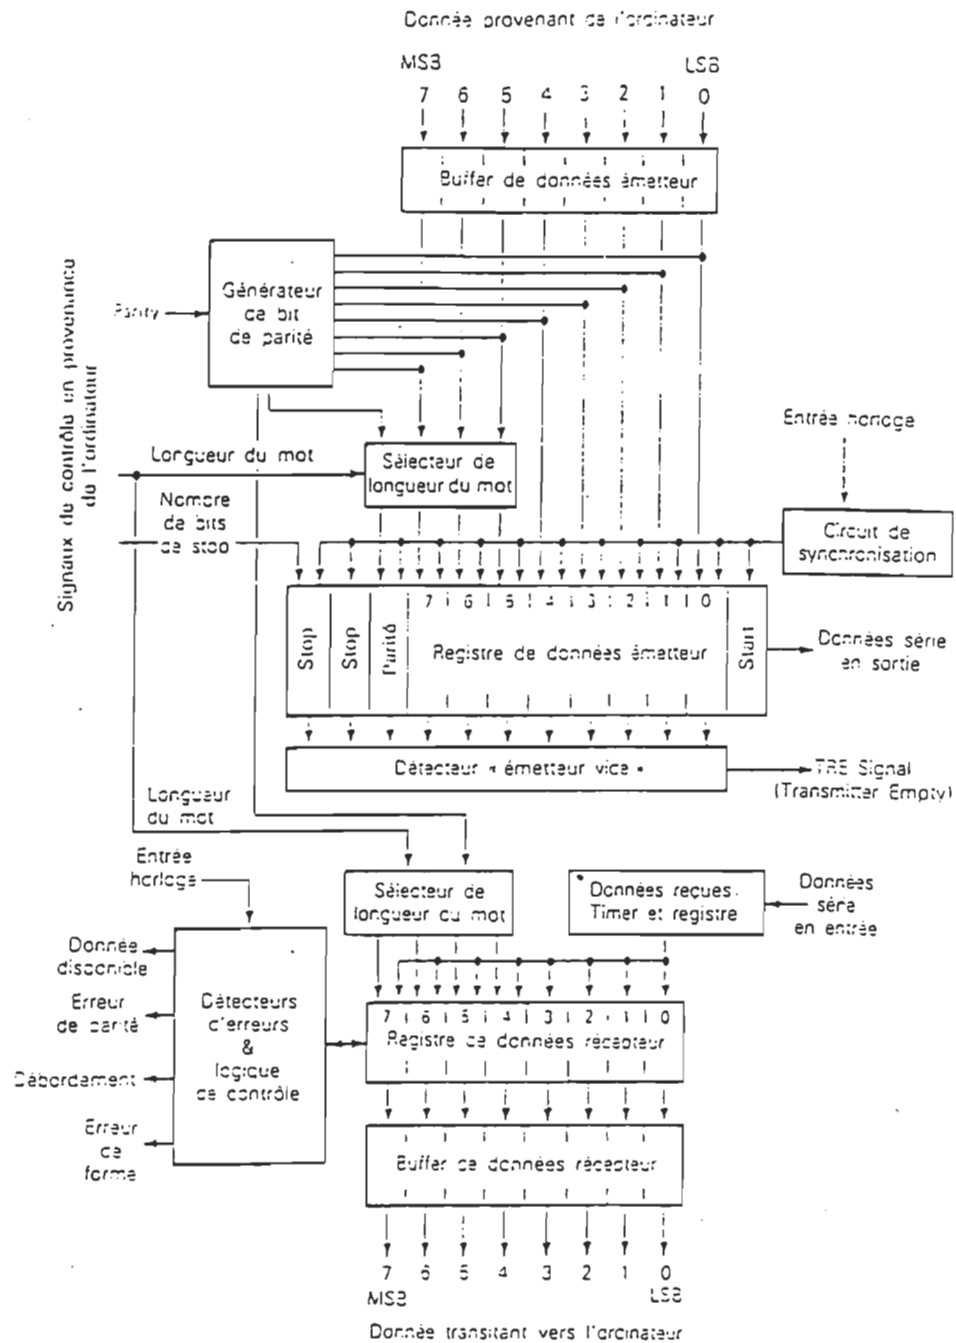 Donnée provenant de l'ordinateur
MSB LSB
7 6 5 4 3 2 1 0
Buffer de données émetteur
Signaux de contrôle en provenance
de l'ordinateur
Parity
Générateur
de bit
de parité
Entrée horloge
Longueur du mot
Sélecteur de
longueur du mot
Nombre
de bits
de stop
Circuit de
synchronisation
7 6 5 4 3 2 1 0
Stop Stop Parité Registre de données émetteur Start
Données série
en sortie
Détecteur « émetteur vide »
TRE Signal
(Transmitter Empty)
Longueur
du mot
Entrée
horloge
Sélecteur de
longueur du mot
Données reçues
Timer et registre
Données
série
en entrée
Donnée
disponible
Erreur
de parité
Débordement
Erreur
de
forme
Détecteurs
d'erreurs
&
logique
de contrôle
7 6 5 4 3 2 1 0
Registre de données récepteur
Buffer de données récepteur
7 6 5 4 3 2 1 0
MSB LSB
Donnée transitant vers l'ordinateur